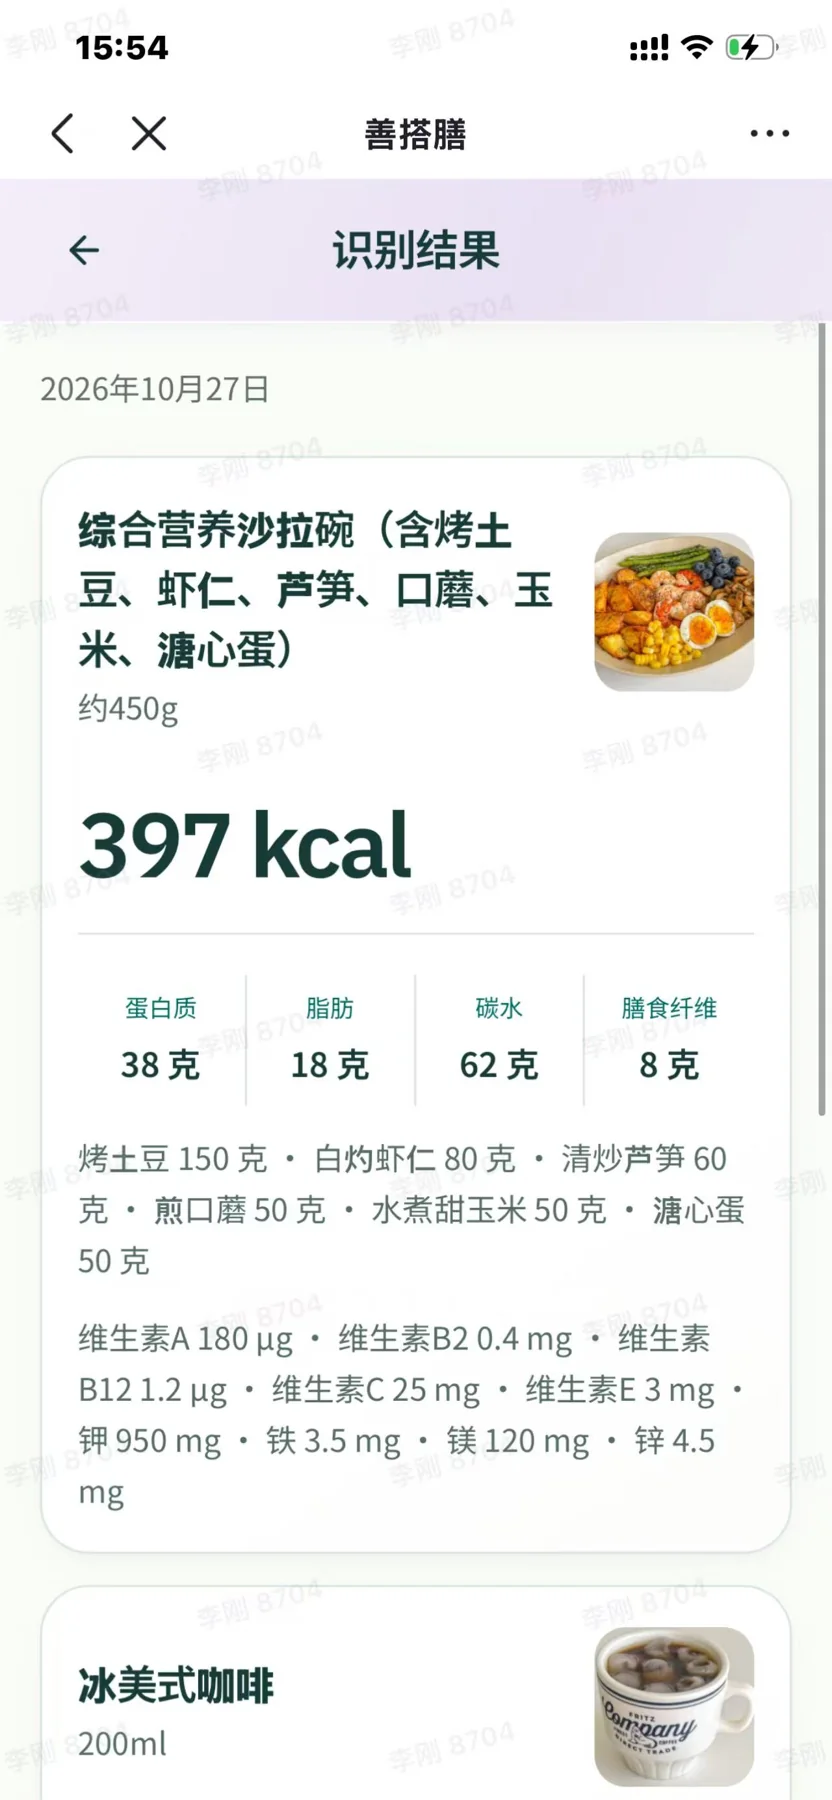 15:54
善搭膳
识别结果
2026年10月27日
综合营养沙拉碗（含烤土
豆、虾仁、芦笋、口蘑、玉
米、溏心蛋）
约450g
397 kcal
蛋白质 脂肪 碳水 膳食纤维
38 克 18 克 62 克 8 克
烤土豆 150 克 · 白灼虾仁 80 克 · 清炒芦笋 60
克 · 煎口蘑 50 克 · 水煮甜玉米 50 克 · 溏心蛋
50 克
维生素A 180 μg · 维生素B2 0.4 mg · 维生素
B12 1.2 μg · 维生素C 25 mg · 维生素E 3 mg ·
钾 950 mg · 铁 3.5 mg · 镁 120 mg · 锌 4.5
mg
冰美式咖啡
200ml
FRITZ
Company
COFFEE
DIRECT TRADE
李刚 8704